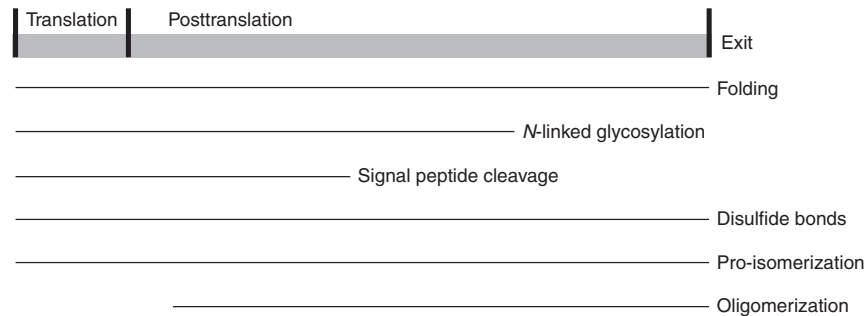 Translation Posttranslation
Exit
Folding
N-linked glycosylation
Signal peptide cleavage
Disulfide bonds
Pro-isomerization
Oligomerization